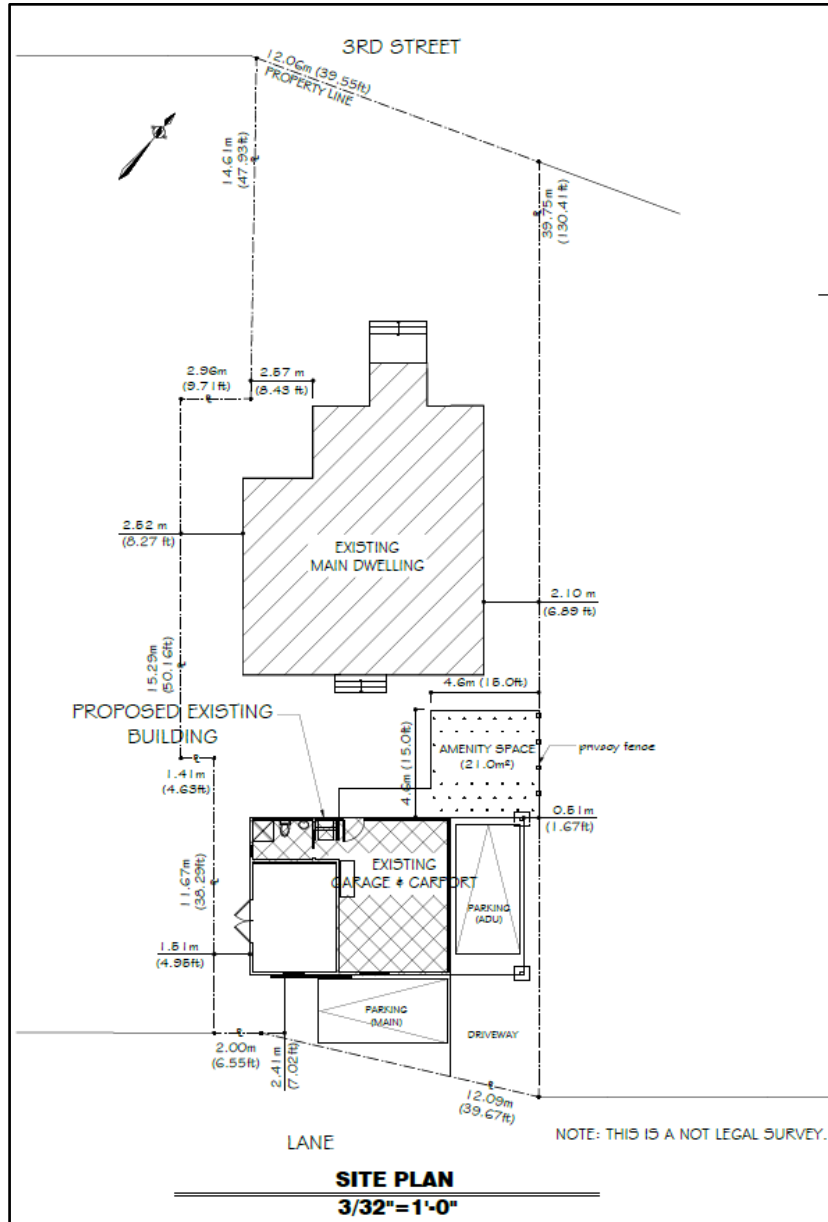 3RD STREET
12.06m (39.55ft)
PROPERTY LINE
14.61m
(47.93ft)
39.75m
(130.41ft)
2.96m
(9.71ft)
2.57 m
(8.43 ft)
2.52 m
(8.27 ft)
EXISTING
MAIN DWELLING
2.10 m
(6.89 ft)
15.29m
(50.16ft)
4.6m (15.0ft)
PROPOSED EXISTING
BUILDING
4.6m (15.0ft)
AMENITY SPACE
(21.0m²)
privacy fence
1.41m
(4.63ft)
0.51m
(1.67ft)
11.67m
(38.29ft)
EXISTING
GARAGE & CARPORT
PARKING
(ADU)
1.51m
(4.95ft)
PARKING
(MAIN)
DRIVEWAY
2.00m
(6.55ft)
2.41m
(7.02ft)
12.09m
(39.67ft)
LANE
NOTE: THIS IS A NOT LEGAL SURVEY.
SITE PLAN
3/32"=1'-0"